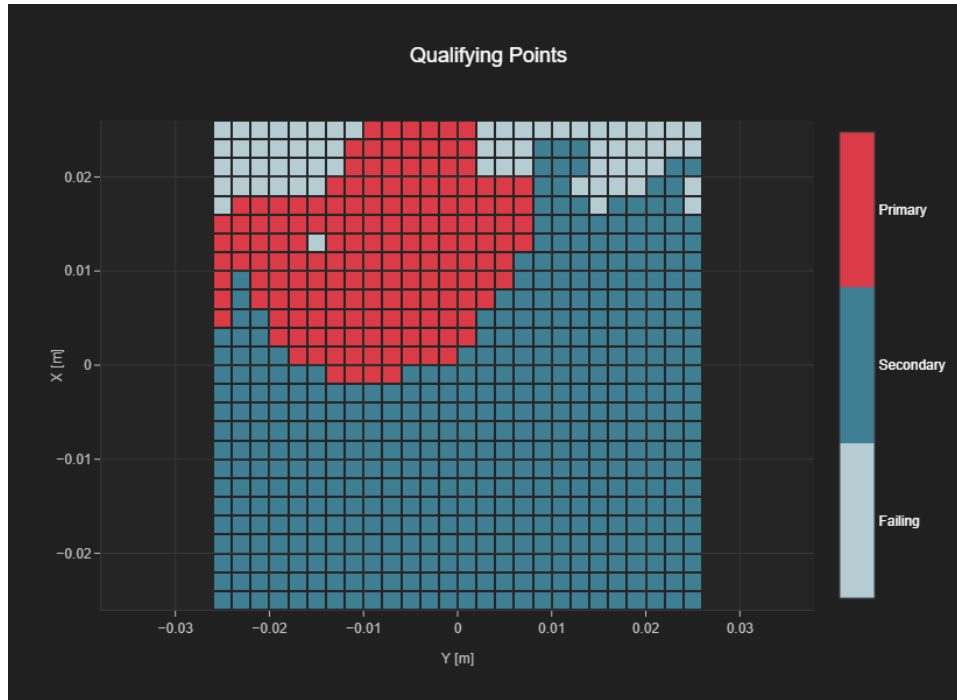 Qualifying Points
X [m]
0.02
0.01
0
−0.01
−0.02
−0.03
−0.02
−0.01
0
0.01
0.02
0.03
Y [m]
Primary
Secondary
Failing